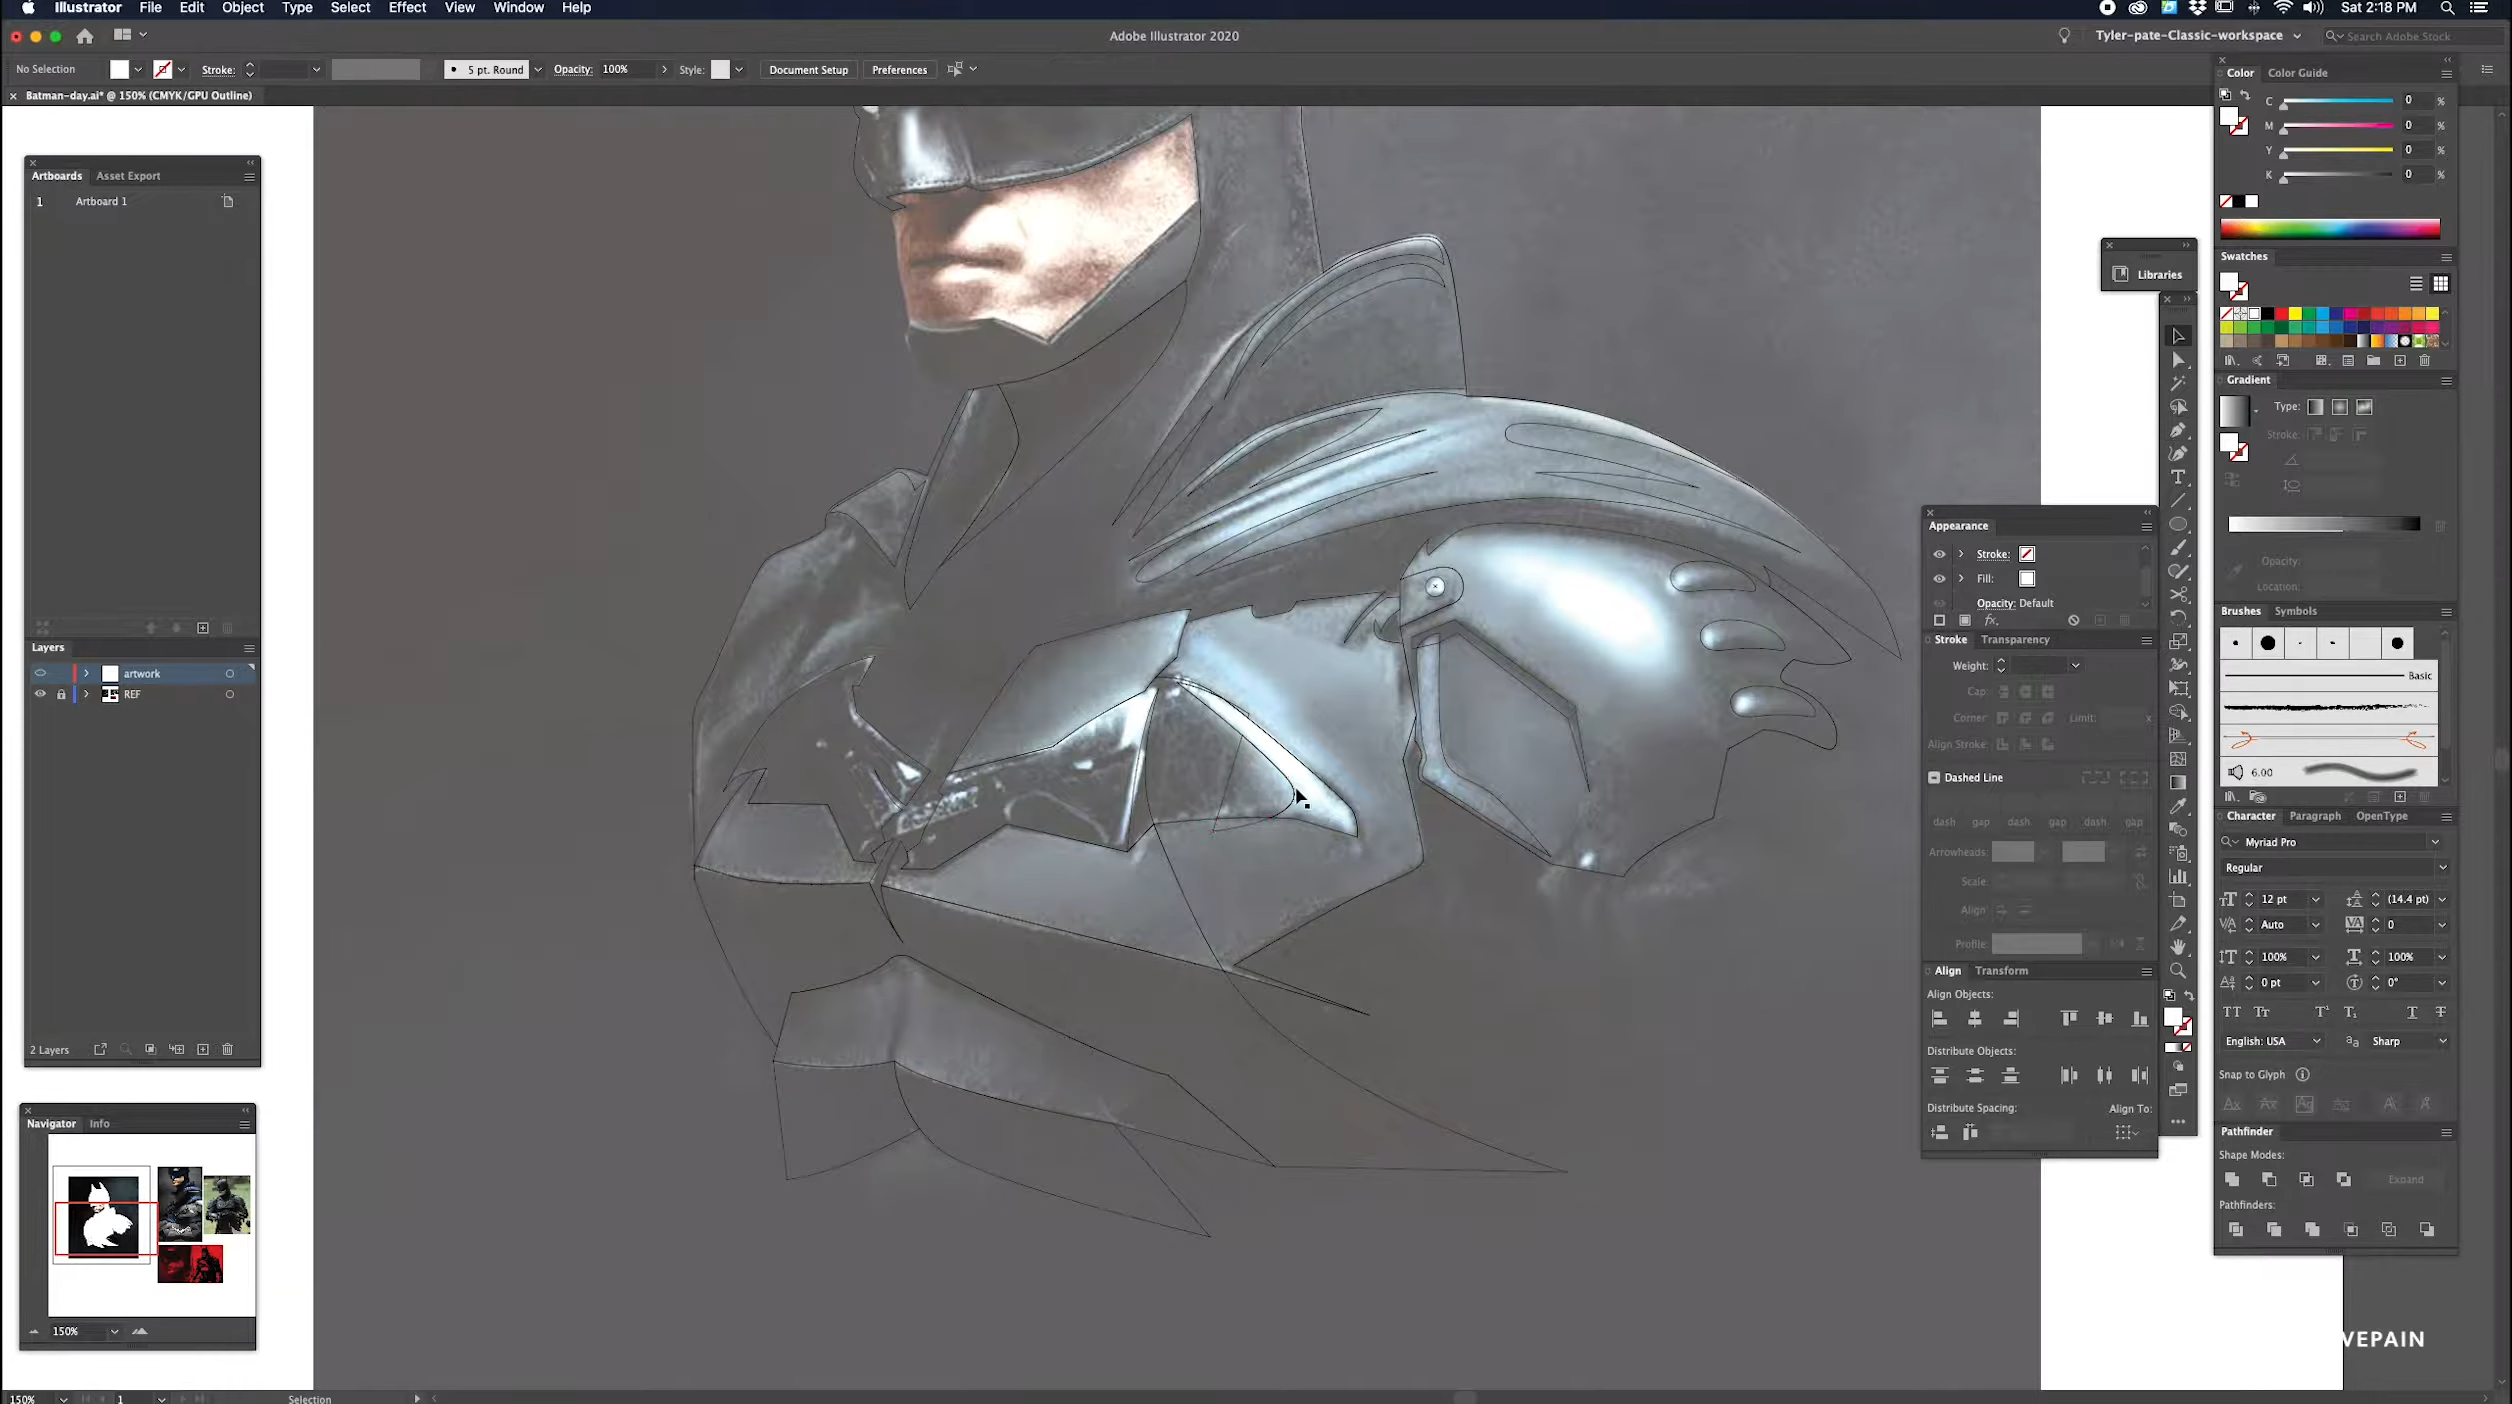 Illustrator File Edit Object Type Select Effect View Window Help
Sat 2:18 PM
Adobe Illustrator 2020
Tyler-pate-Classic-workspace
Search Adobe Stock
No Selection
Stroke:
5 pt. Round
Opacity: 100%
Style:
Document Setup
Preferences
Batman-day.ai* @ 150% (CMYK/GPU Outline)
Artboards Asset Export
1 Artboard 1
Layers
artwork
REF
2 Layers
Navigator Info
150%
150% 1 Selection
Color Color Guide
C 0 %
M 0 %
Y 0 %
K 0 %
Libraries
Swatches
Gradient
Type:
Stroke:
Opacity:
Location:
Brushes Symbols
Basic
6.00
Appearance
Stroke:
Fill:
Opacity: Default
fx.
Stroke Transparency
Weight:
Cap:
Corner: Limit: x
Align Stroke:
Dashed Line
dash gap dash gap dash gap
Arrowheads:
Scale:
Align:
Profile:
Align Transform
Align Objects:
Distribute Objects:
Distribute Spacing: Align To:
Character Paragraph OpenType
Myriad Pro
Regular
12 pt (14.4 pt)
Auto 0
100% 100%
0 pt 0°
English: USA Sharp
Snap to Glyph
Pathfinder
Shape Modes:
Expand
Pathfinders:
VEPAIN